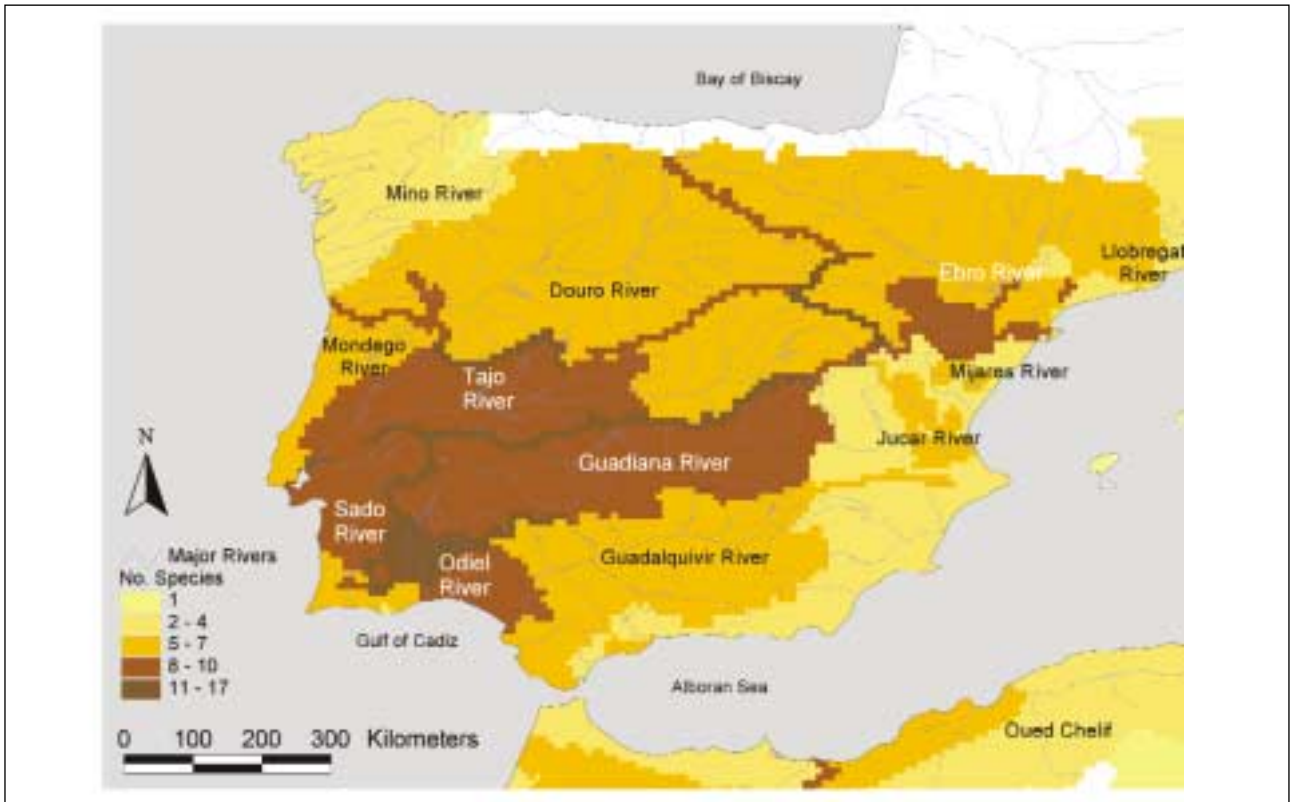 Bay of Biscay
Mino River
Llobregat
River
Ebro River
Douro River
Mondego
River
Tajo
River
Mijares River
Jucar River
Guadiana River
N
Sado
River
Odiel
River
Guadalquivir River
Major Rivers
No. Species
1
2 - 4
5 - 7
8 - 10
11 - 17
Gulf of Cadiz
Alboran Sea
Oued Chelif
0 100 200 300 Kilometers